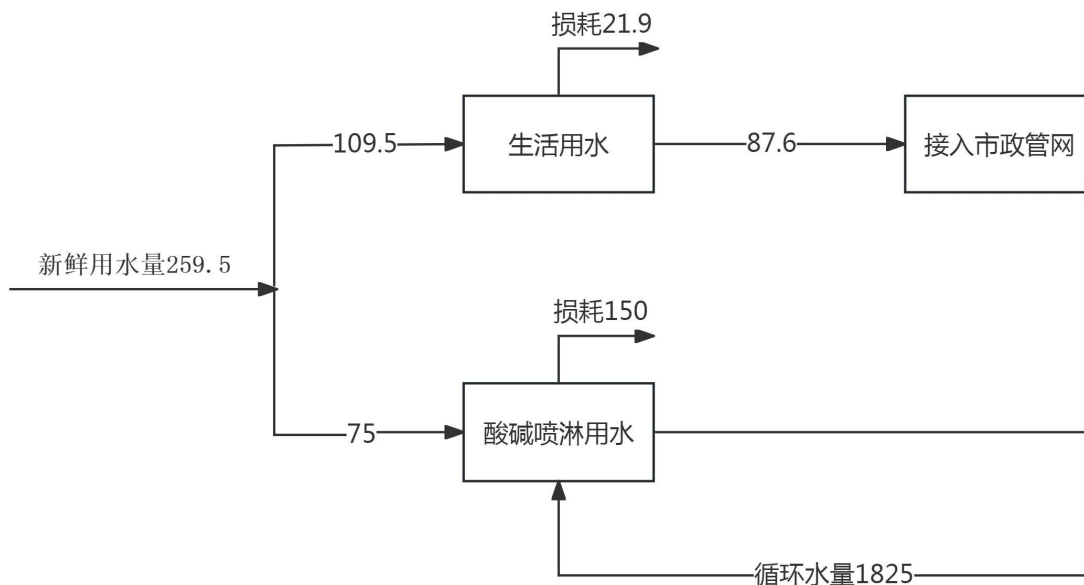 损耗21.9
109.5
生活用水
87.6
接入市政管网
新鲜用水量259.5
损耗150
75
酸碱喷淋用水
循环水量1825